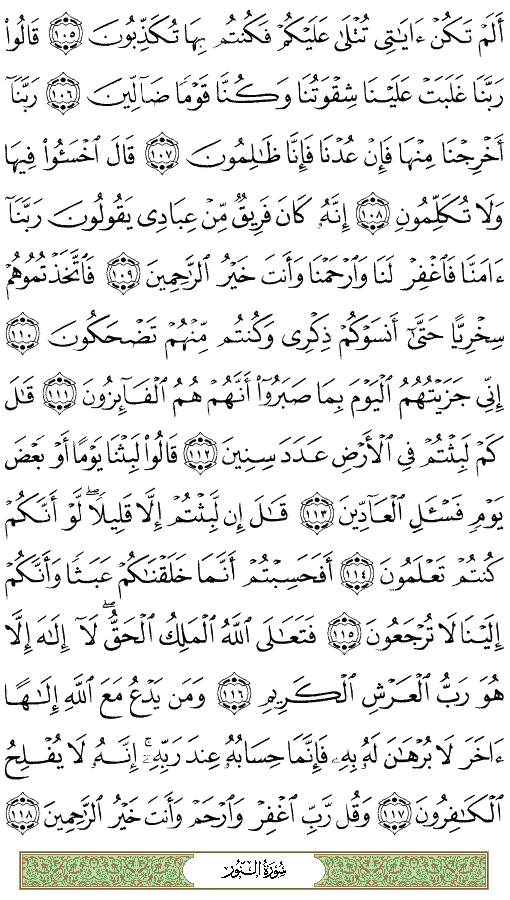 أَلَمْ تَكُنْ ءَايَـٰتِى تُتْلَىٰ عَلَيْكُمْ فَكُنتُم بِهَا تُكَذِّبُونَ ١٠٥ قَالُوا۟
رَبَّنَا غَلَبَتْ عَلَيْنَا شِقْوَتُنَا وَكُنَّا قَوْمًا ضَآلِّينَ ١٠٦ رَبَّنَآ
أَخْرِجْنَا مِنْهَا فَإِنْ عُدْنَا فَإِنَّا ظَـٰلِمُونَ ١٠٧ قَالَ ٱخْسَـُٔوا۟ فِيهَا
وَلَا تُكَلِّمُونِ ١٠٨ إِنَّهُۥ كَانَ فَرِيقٌ مِّنْ عِبَادِى يَقُولُونَ رَبَّنَآ
ءَامَنَّا فَٱغْفِرْ لَنَا وَٱرْحَمْنَا وَأَنتَ خَيْرُ ٱلرَّٰحِمِينَ ١٠٩ فَٱتَّخَذْتُمُوهُمْ
سِخْرِيًّا حَتَّىٰٓ أَنسَوْكُمْ ذِكْرِى وَكُنتُم مِّنْهُمْ تَضْحَكُونَ ١١٠
إِنِّى جَزَيْتُهُمُ ٱلْيَوْمَ بِمَا صَبَرُوٓا۟ أَنَّهُمْ هُمُ ٱلْفَآئِزُونَ ١١١ قَـٰلَ
كَمْ لَبِثْتُمْ فِى ٱلْأَرْضِ عَدَدَ سِنِينَ ١١٢ قَالُوا۟ لَبِثْنَا يَوْمًا أَوْ بَعْضَ
يَوْمٍ فَسْـَٔلِ ٱلْعَآدِّينَ ١١٣ قَـٰلَ إِن لَّبِثْتُمْ إِلَّا قَلِيلًا ۖ لَّوْ أَنَّكُمْ
كُنتُمْ تَعْلَمُونَ ١١٤ أَفَحَسِبْتُمْ أَنَّمَا خَلَقْنَـٰكُمْ عَبَثًا وَأَنَّكُمْ
إِلَيْنَا لَا تُرْجَعُونَ ١١٥ فَتَعَـٰلَى ٱللَّهُ ٱلْمَلِكُ ٱلْحَقُّ ۖ لَآ إِلَـٰهَ إِلَّا
هُوَ رَبُّ ٱلْعَرْشِ ٱلْكَرِيمِ ١١٦ وَمَن يَدْعُ مَعَ ٱللَّهِ إِلَـٰهًا
ءَاخَرَ لَا بُرْهَـٰنَ لَهُۥ بِهِۦ فَإِنَّمَا حِسَابُهُۥ عِندَ رَبِّهِۦٓ ۚ إِنَّهُۥ لَا يُفْلِحُ
ٱلْكَـٰفِرُونَ ١١٧ وَقُل رَّبِّ ٱغْفِرْ وَٱرْحَمْ وَأَنتَ خَيْرُ ٱلرَّٰحِمِينَ ١١٨
سُورَةُ النُّورِ